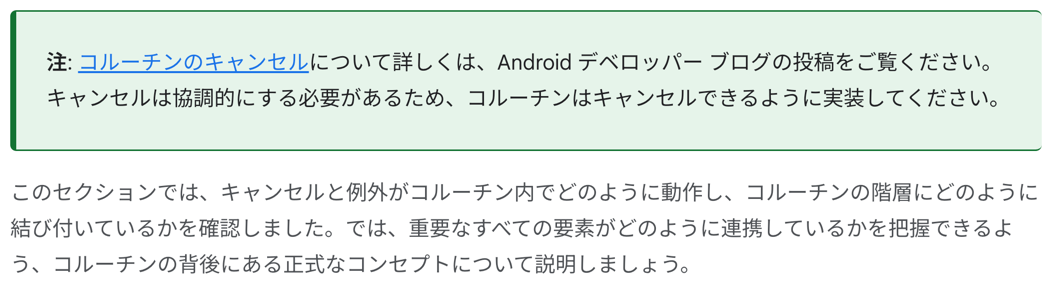 注: コルーチンのキャンセルについて詳しくは、Android デベロッパー ブログの投稿をご覧ください。
キャンセルは協調的にする必要があるため、コルーチンはキャンセルできるように実装してください。
このセクションでは、キャンセルと例外がコルーチン内でどのように動作し、コルーチンの階層にどのように
結び付いているかを確認しました。では、重要なすべての要素がどのように連携しているかを把握できるよ
う、コルーチンの背後にある正式なコンセプトについて説明しましょう。